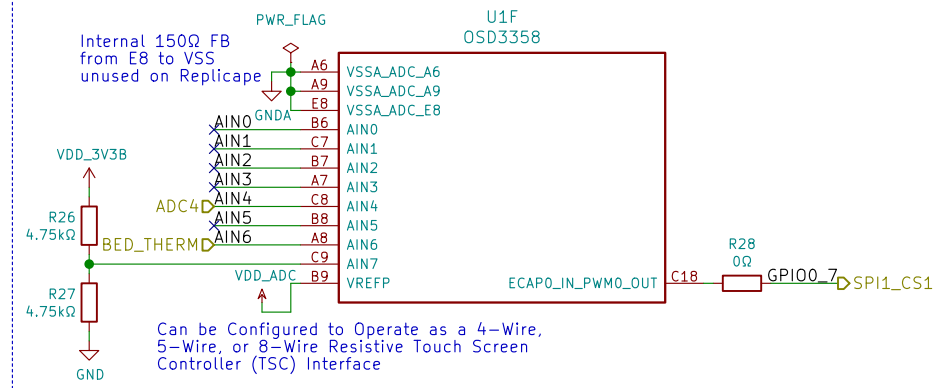 PWR_FLAG
U1F
OSD3358
Internal 150Ω FB
from E8 to VSS
unused on Replicape
A6 VSSA_ADC_A6
A9 VSSA_ADC_A9
GNDA
E8 VSSA_ADC_E8
AIN0 B6 AIN0
AIN1 C7 AIN1
AIN2 B7 AIN2
VDD_3V3B
AIN3 A7 AIN3
ADC4 AIN4 C8 AIN4
R26
4.75kΩ
AIN5 B8 AIN5
BED_THERM AIN6 A8 AIN6
C9 AIN7
VDD_ADC B9 VREFP
ECAP0_IN_PWM0_OUT C18
R28
0Ω
GPIO0_7 SPI1_CS1
R27
4.75kΩ
GND
Can be Configured to Operate as a 4-Wire,
5-Wire, or 8-Wire Resistive Touch Screen
Controller (TSC) Interface